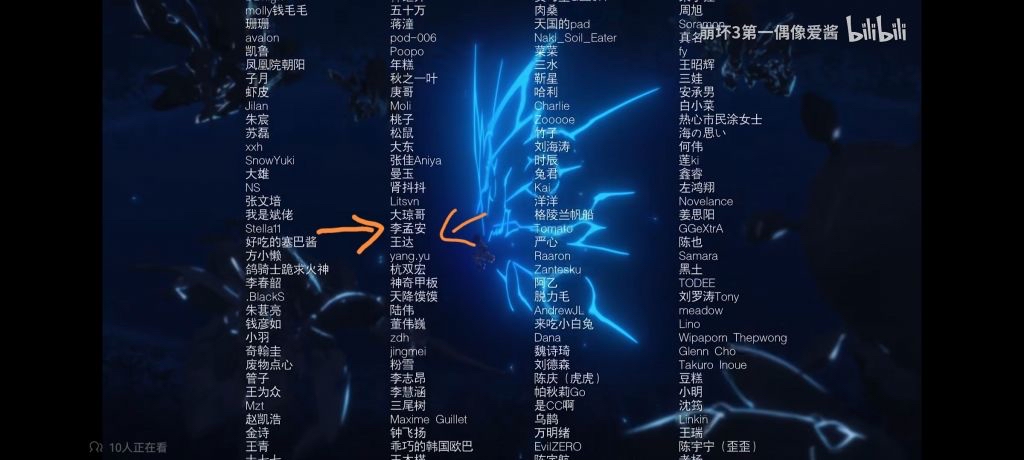 崩坏3第一偶像爱酱 bilibili
molly钱毛毛
珊珊
avalon
凯鲁
凤凰院朝阳
子月
虾皮
Jilan
朱宸
苏磊
xxh
SnowYuki
大雄
NS
张文培
我是斌佬
Stella11
好吃的塞巴酱
方小懒
鸽骑士跪求火神
李春韶
.BlackS
朱葚亮
钱彦如
小羽
奇翰圭
废物点心
管子
王为众
Mzt
赵凯浩
金诗
王青
五十万
蒋潼
pod-006
Poopo
年糕
秋之一叶
庚哥
Moli
桃子
松鼠
大东
张佳Aniya
曼玉
肾抖抖
Litsvn
大琼哥
李孟安
王达
yang.yu
杭双宏
神奇甲板
天降馍馍
陆伟
董伟巍
zdh
jingmei
粉雪
李志昂
李慧涵
三尾树
Maxime Guillet
钟飞扬
乖巧的韩国欧巴
肉桑
天国的pad
Naki_Soil_Eater
菜菜
三水
靳星
哈利
Charlie
Zooooe
竹子
刘海涛
时辰
兔君
Kai
洋洋
格陵兰帆船
Tomato
严心
Raaron
Zantesku
阿乙
脱力毛
AndrewJL
来吃小白兔
Dana
魏诗琦
刘德森
陈庆（虎虎）
帕秋莉Go
是CC啊
乌鹊
万明绪
EvilZERO
周旭
Soramon
真名
fy
王昭辉
三娃
安承男
白小菜
热心市民涂女士
海の思い
何伟
莲ki
鑫睿
左鸿翔
Novelance
姜思阳
GGeXtrA
陈也
Samara
黑土
TODEE
刘罗涛Tony
meadow
Lino
Wipaporn Thepwong
Glenn Cho
Takuro Inoue
豆糕
小明
沈筠
Linkin
王瑞
陈宇宁（歪歪）
10人正在看